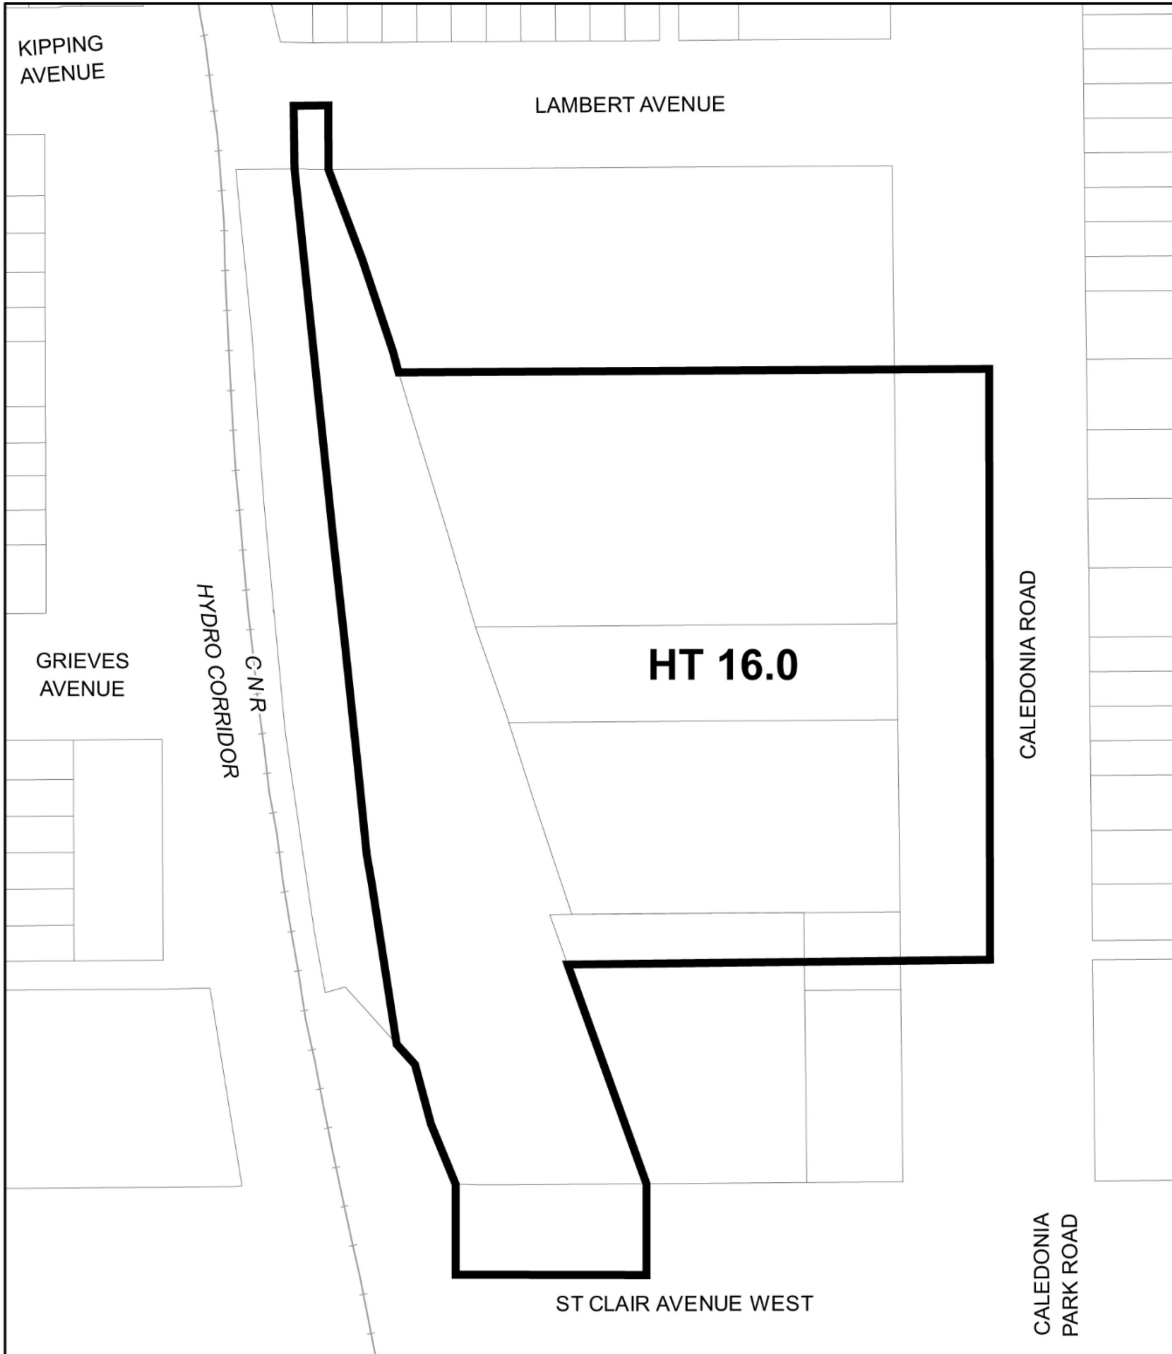 KIPPING
AVENUE
LAMBERT AVENUE
HYDRO CORRIDOR
C-N-R
GRIEVES
AVENUE
HT 16.0
CALEDONIA ROAD
ST CLAIR AVENUE WEST
CALEDONIA
PARK ROAD